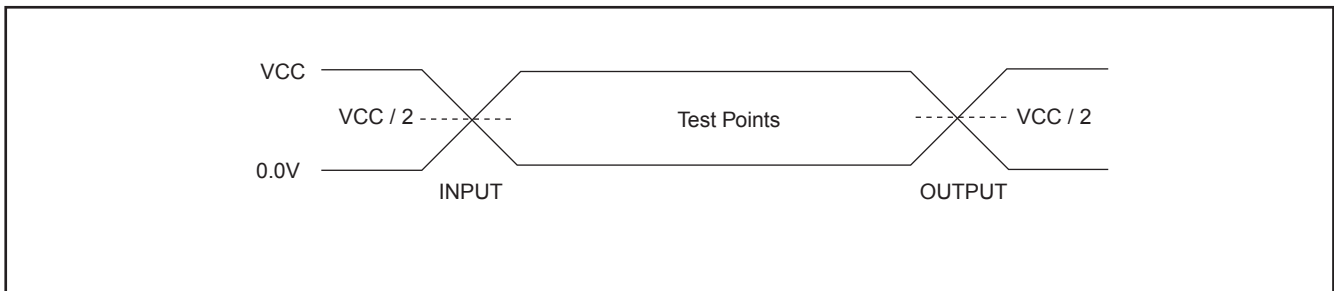 VCC
VCC / 2
Test Points
VCC / 2
0.0V
INPUT
OUTPUT